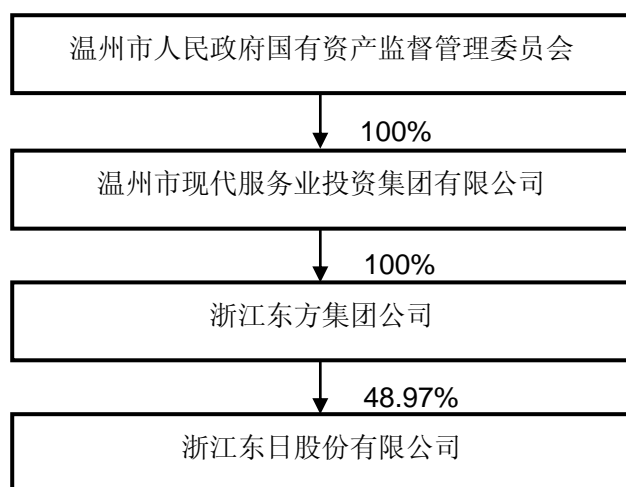 温州市人民政府国有资产监督管理委员会
100%
温州市现代服务业投资集团有限公司
100%
浙江东方集团公司
48.97%
浙江东日股份有限公司